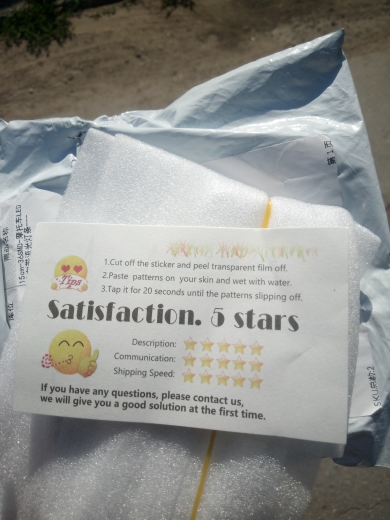 Tips
1.Cut off the sticker and peel transparent film off.
2.Paste patterns on your skin and wet with water.
3.Tap it for 20 seconds until the patterns slipping off.
Satisfaction. 5 stars
Description:
Communication:
Shipping Speed:
If you have any questions, please contact us,
we will give you a good solution at the first time.